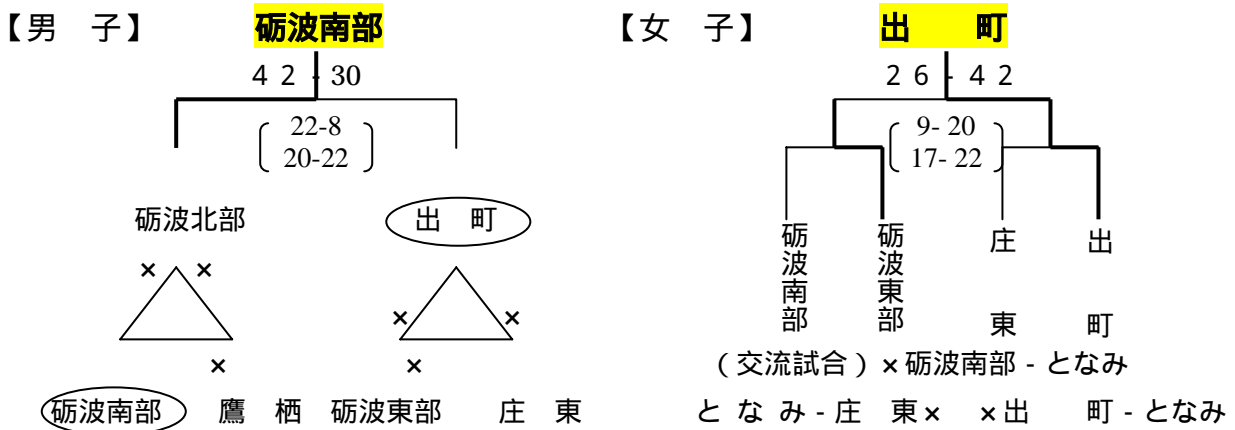 【男 子】 砺波南部
42-30
22-8
20-22
砺波北部 出 町
× ×
× ×
× ×
砺波南部 鷹 栖 砺波東部 庄 東
【女 子】 出 町
26-42
9-20
17-22
砺波南部 砺波東部 庄 東 出 町
(交流試合)×砺波南部-となみ
となみ-庄 東× ×出 町-となみ